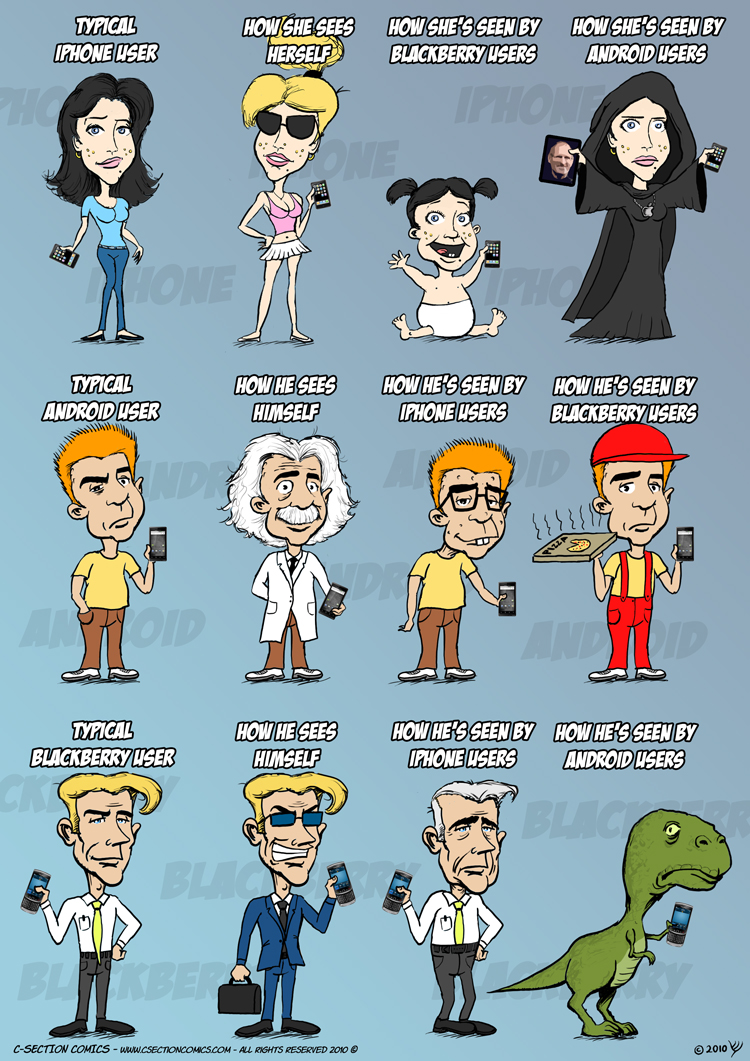 TYPICAL
IPHONE USER
HOW SHE SEES
HERSELF
HOW SHE'S SEEN BY
BLACKBERRY USERS
HOW SHE'S SEEN BY
ANDROID USERS
PHONE
IPHONE
IPHONE
IPHONE
IPHONE
TYPICAL
ANDROID USER
HOW HE SEES
HIMSELF
HOW HE'S SEEN BY
IPHONE USERS
HOW HE'S SEEN BY
BLACKBERRY USERS
ANDROID
ANDROID
PIZZA
ANDROID
ANDROID
ANDROID
TYPICAL
BLACKBERRY USER
HOW HE SEES
HIMSELF
HOW HE'S SEEN BY
IPHONE USERS
HOW HE'S SEEN BY
ANDROID USERS
BLACKBERRY
BLACKBERRY
BLACKBERRY
BLACKBERRY
BLACKBERRY
C-SECTION COMICS - WWW.CSECTIONCOMICS.COM - ALL RIGHTS RESERVED 2010 ©
© 2010